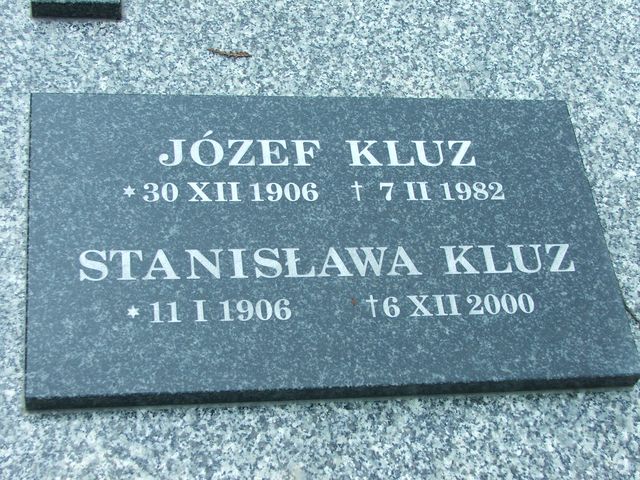 JÓZEF KLUZ
* 30 XII 1906 † 7 II 1982
STANISŁAWA KLUZ
* 11 I 1906 † 6 XII 2000